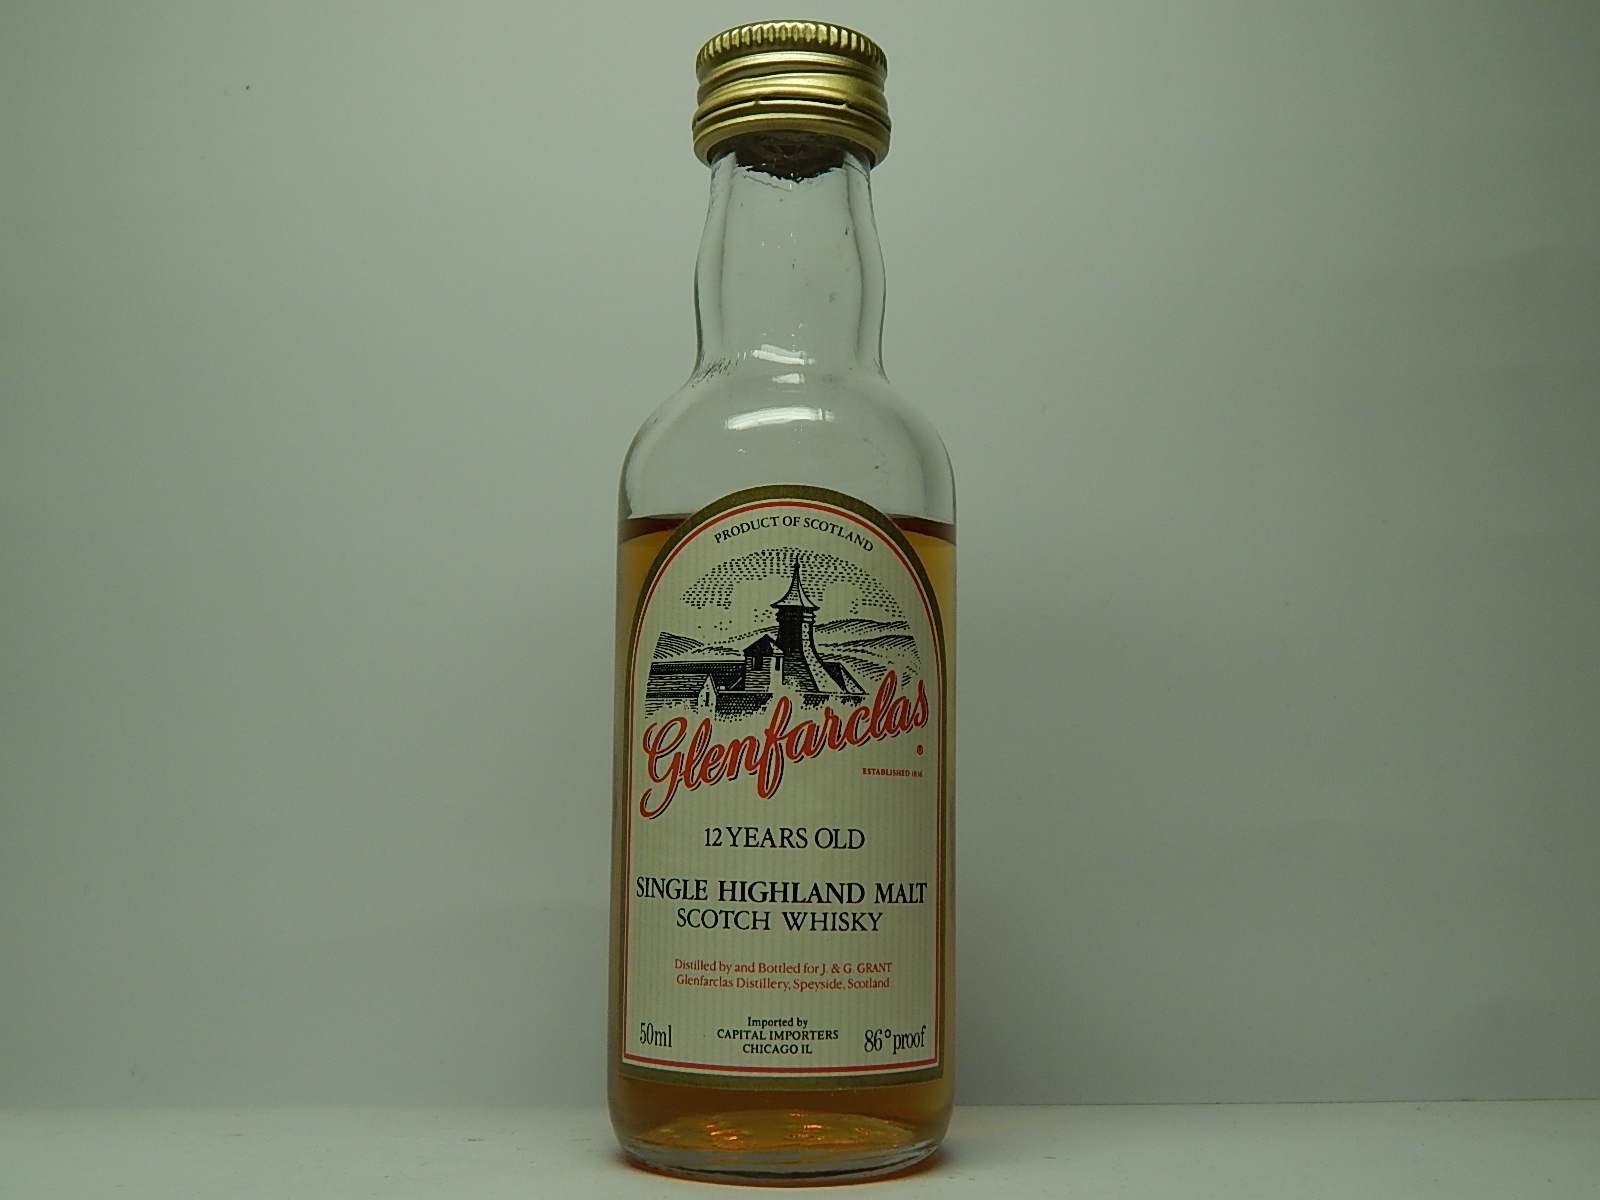 PRODUCT OF SCOTLAND
Glenfarclas
®
ESTABLISHED 1836
12 YEARS OLD
SINGLE HIGHLAND MALT
SCOTCH WHISKY
Distilled by and Bottled for J. & G. GRANT
Glenfarclas Distillery, Speyside, Scotland
50ml
Imported by
CAPITAL IMPORTERS
CHICAGO IL
86° proof